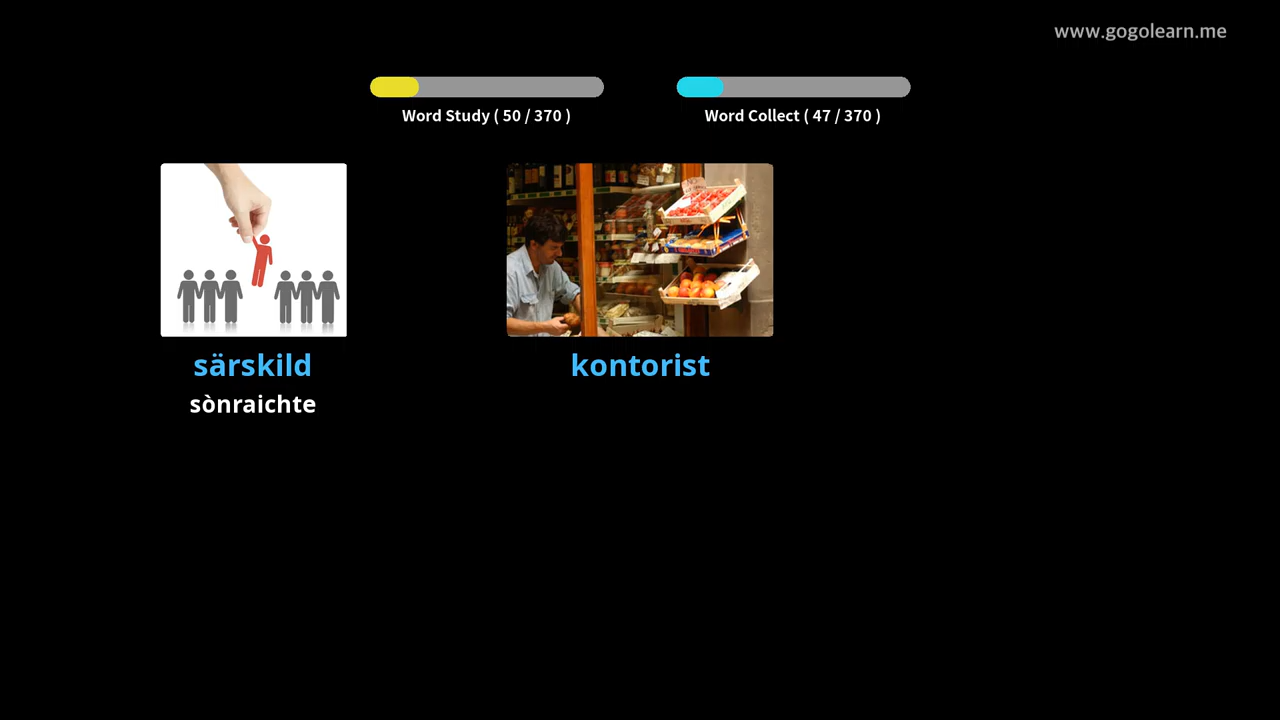 www.gogolearn.me
Word Study ( 50 / 370 )
Word Collect ( 47 / 370 )
särskild
sònraichte
kontorist